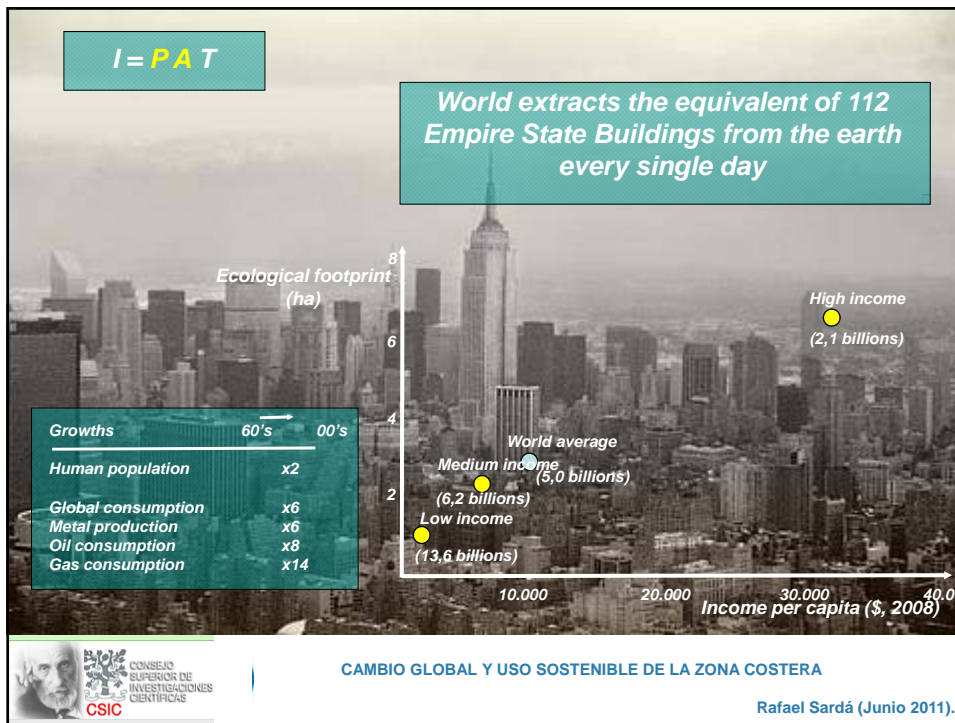 I = P A T
World extracts the equivalent of 112
Empire State Buildings from the earth
every single day
8
Ecological footprint
(ha)
6
4
2
High income
(2,1 billions)
World average
(5,0 billions)
Medium income
(6,2 billions)
Low income
(13,6 billions)
10.000 20.000 30.000 40.0
Income per capita ($, 2008)
Growths 60's 00's
Human population x2
Global consumption x6
Metal production x6
Oil consumption x8
Gas consumption x14
CONSEJO
SUPERIOR DE
INVESTIGACIONES
CIENTÍFICAS
CSIC
CAMBIO GLOBAL Y USO SOSTENIBLE DE LA ZONA COSTERA
Rafael Sardá (Junio 2011).